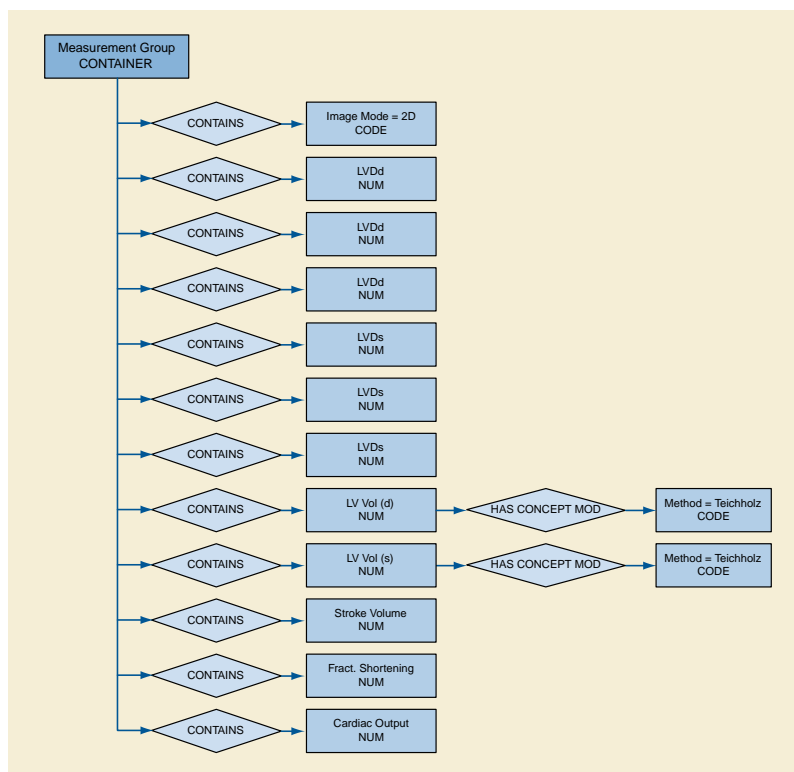 Measurement Group
CONTAINER
CONTAINS
Image Mode = 2D
CODE
CONTAINS
LVDd
NUM
CONTAINS
LVDd
NUM
CONTAINS
LVDd
NUM
CONTAINS
LVDs
NUM
CONTAINS
LVDs
NUM
CONTAINS
LVDs
NUM
CONTAINS
LV Vol (d)
NUM
HAS CONCEPT MOD
Method = Teichholz
CODE
CONTAINS
LV Vol (s)
NUM
HAS CONCEPT MOD
Method = Teichholz
CODE
CONTAINS
Stroke Volume
NUM
CONTAINS
Fract. Shortening
NUM
CONTAINS
Cardiac Output
NUM